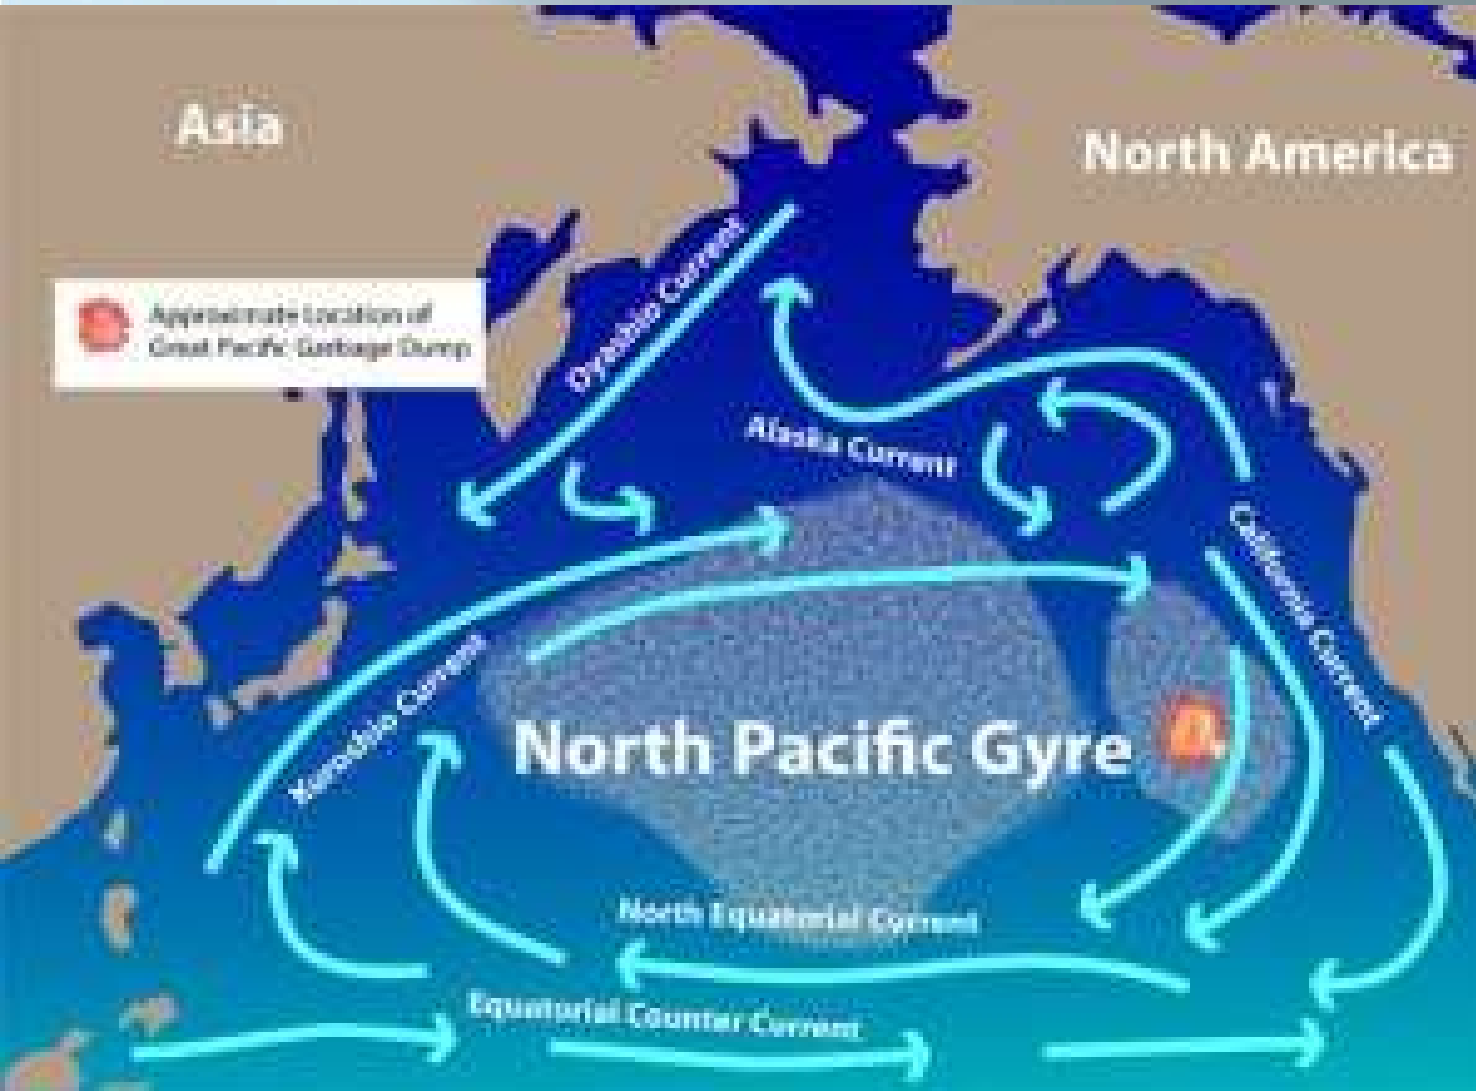 Asia
North America
Approximate Location of
Great Pacific Garbage Dump
Oyashio Current
Alaska Current
California Current
Kuroshio Current
North Pacific Gyre
North Equatorial Current
Equatorial Counter Current